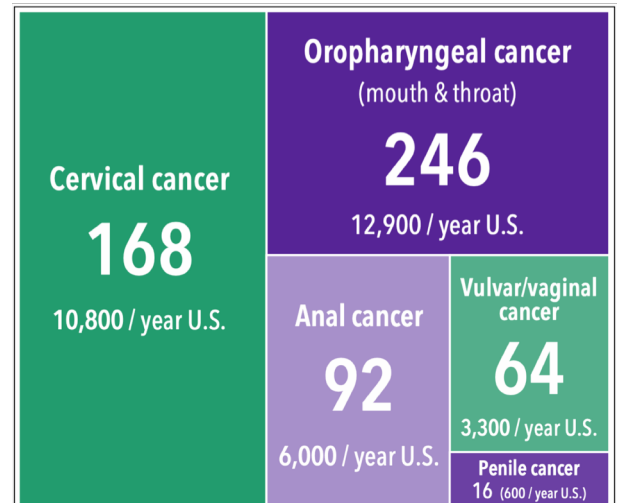 Cervical cancer
168
10,800 / year U.S.
Oropharyngeal cancer
(mouth & throat)
246
12,900 / year U.S.
Anal cancer
92
6,000 / year U.S.
Vulvar/vaginal
cancer
64
3,300 / year U.S.
Penile cancer
16 (600 / year U.S.)